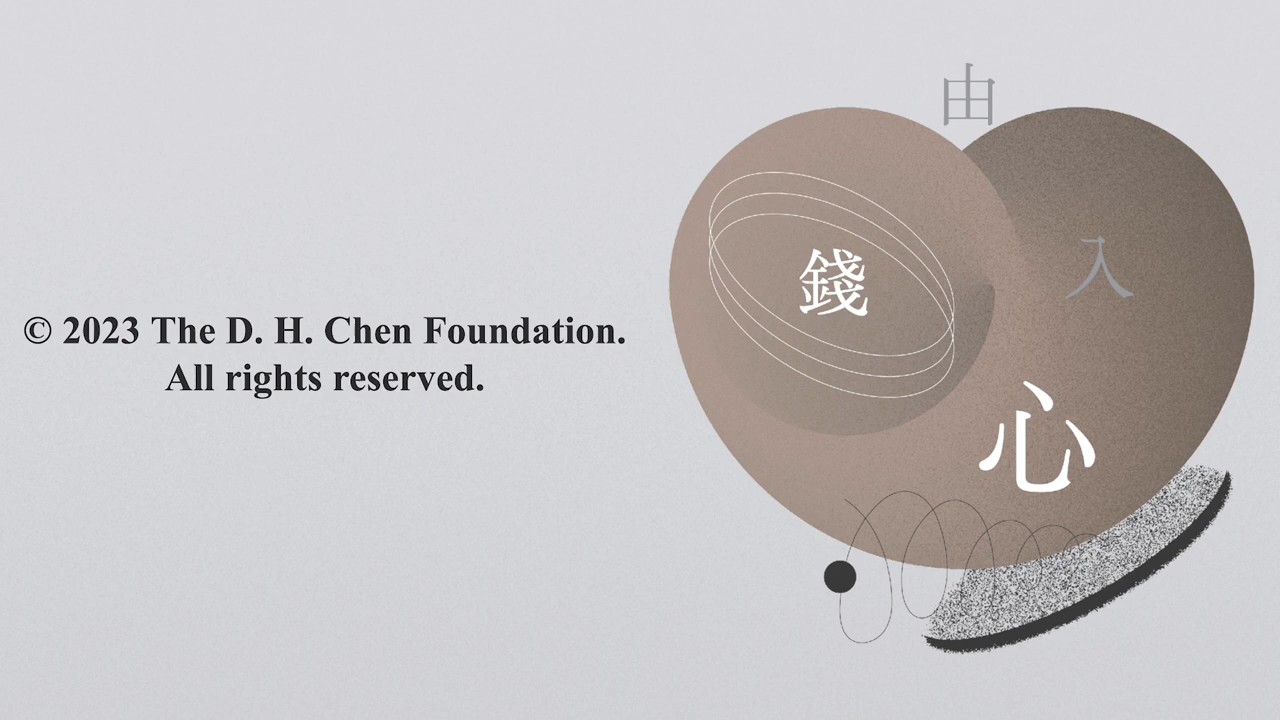 © 2023 The D. H. Chen Foundation.
All rights reserved.
由
錢
入
心